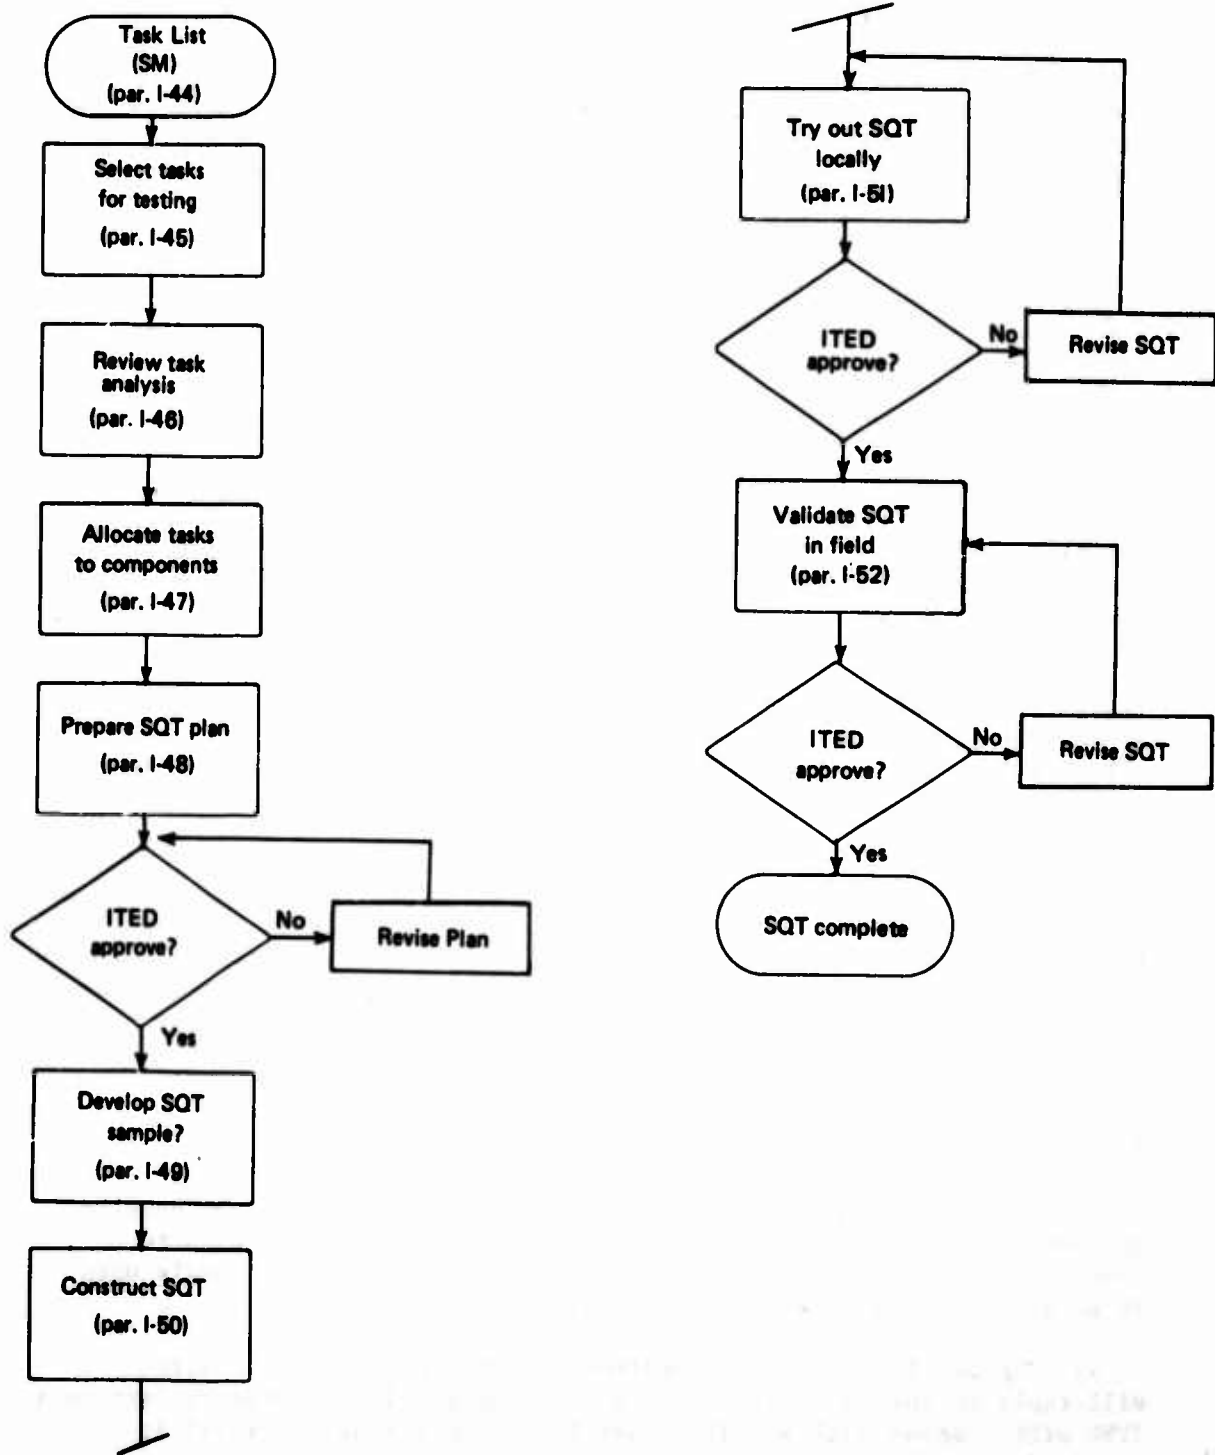 Task List
(SM)
(par. I-44)
Select tasks
for testing
(par. I-45)
Review task
analysis
(par. I-46)
Allocate tasks
to components
(par. I-47)
Prepare SQT plan
(par. I-48)
ITED
approve?
No
Revise Plan
Yes
Develop SQT
sample?
(par. I-49)
Construct SQT
(par. I-50)
Try out SQT
locally
(par. I-51)
ITED
approve?
No
Revise SQT
Yes
Validate SQT
in field
(par. I-52)
ITED
approve?
No
Revise SQT
Yes
SQT complete